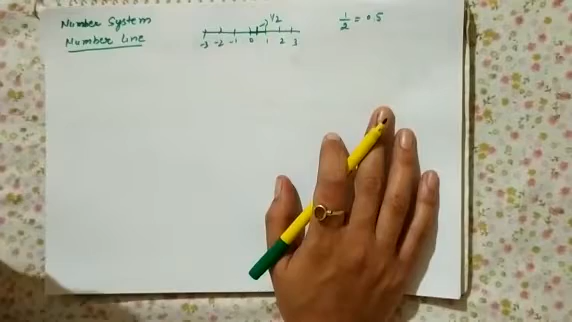 Number System
Number Line
1/2
-3 -2 -1 0 1 2 3
1/2 = 0.5